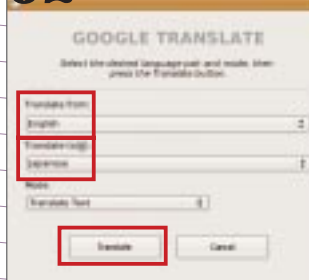 GOOGLE TRANSLATE
Select the desired language pair and mode, then
press the Translate button.
Translate from:
English
Translate to
Japanese
Mode:
Translate Text
Translate Cancel